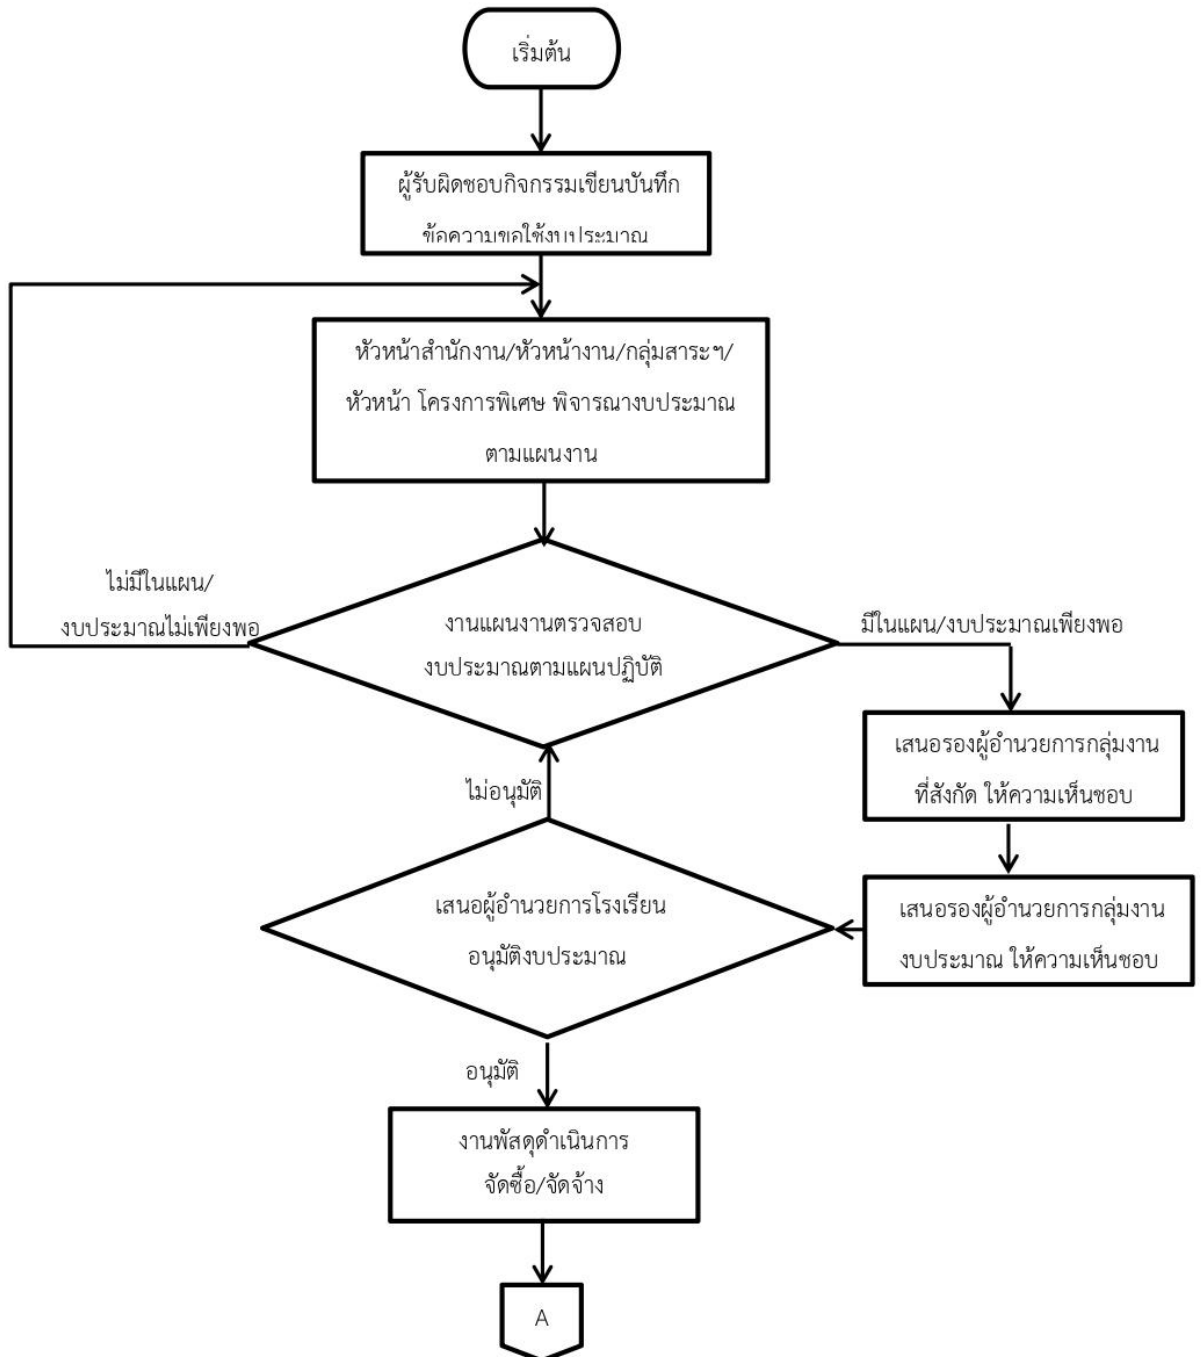 เริ่มต้น
ผู้รับผิดชอบกิจกรรมเขียนบันทึก
ข้อความขอใช้งบประมาณ
หัวหน้าสำนักงาน/หัวหน้างาน/กลุ่มสาระฯ/
หัวหน้า โครงการพิเศษ พิจารณางบประมาณ
ตามแผนงาน
ไม่มีในแผน/
งบประมาณไม่เพียงพอ
งานแผนงานตรวจสอบ
งบประมาณตามแผนปฏิบัติ
มีในแผน/งบประมาณเพียงพอ
เสนอรองผู้อำนวยการกลุ่มงาน
ที่สังกัด ให้ความเห็นชอบ
ไม่อนุมัติ
เสนอรองผู้อำนวยการกลุ่มงาน
งบประมาณ ให้ความเห็นชอบ
เสนอผู้อำนวยการโรงเรียน
อนุมัติงบประมาณ
อนุมัติ
งานพัสดุดำเนินการ
จัดซื้อ/จัดจ้าง
A